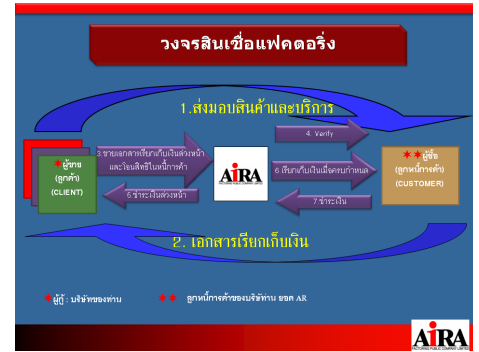 วงจรสินเชื่อแฟคตอริ่ง
1.ส่งมอบสินค้าและบริการ
4. Verify
3.ขายเอกสารเรียกเก็บเงินล่วงหน้า
และโอนสิทธิในหนี้การค้า
*ผู้ขาย
(ลูกค้า)
(CLIENT)
AIRA
FACTORING PUBLIC COMPANY LIMITED
6 เรียกเก็บเงินเมื่อครบกำหนด
**ผู้ซื้อ
(ลูกหนี้การค้า)
(CUSTOMER)
5 ชำระเงินล่วงหน้า
7.ชำระเงิน
2. เอกสารเรียกเก็บเงิน
*ผู้กู้ : บริษัทของท่าน
** ลูกหนี้การค้าของบริษัทท่าน ยอด AR
AIRA
FACTORING PUBLIC COMPANY LIMITED